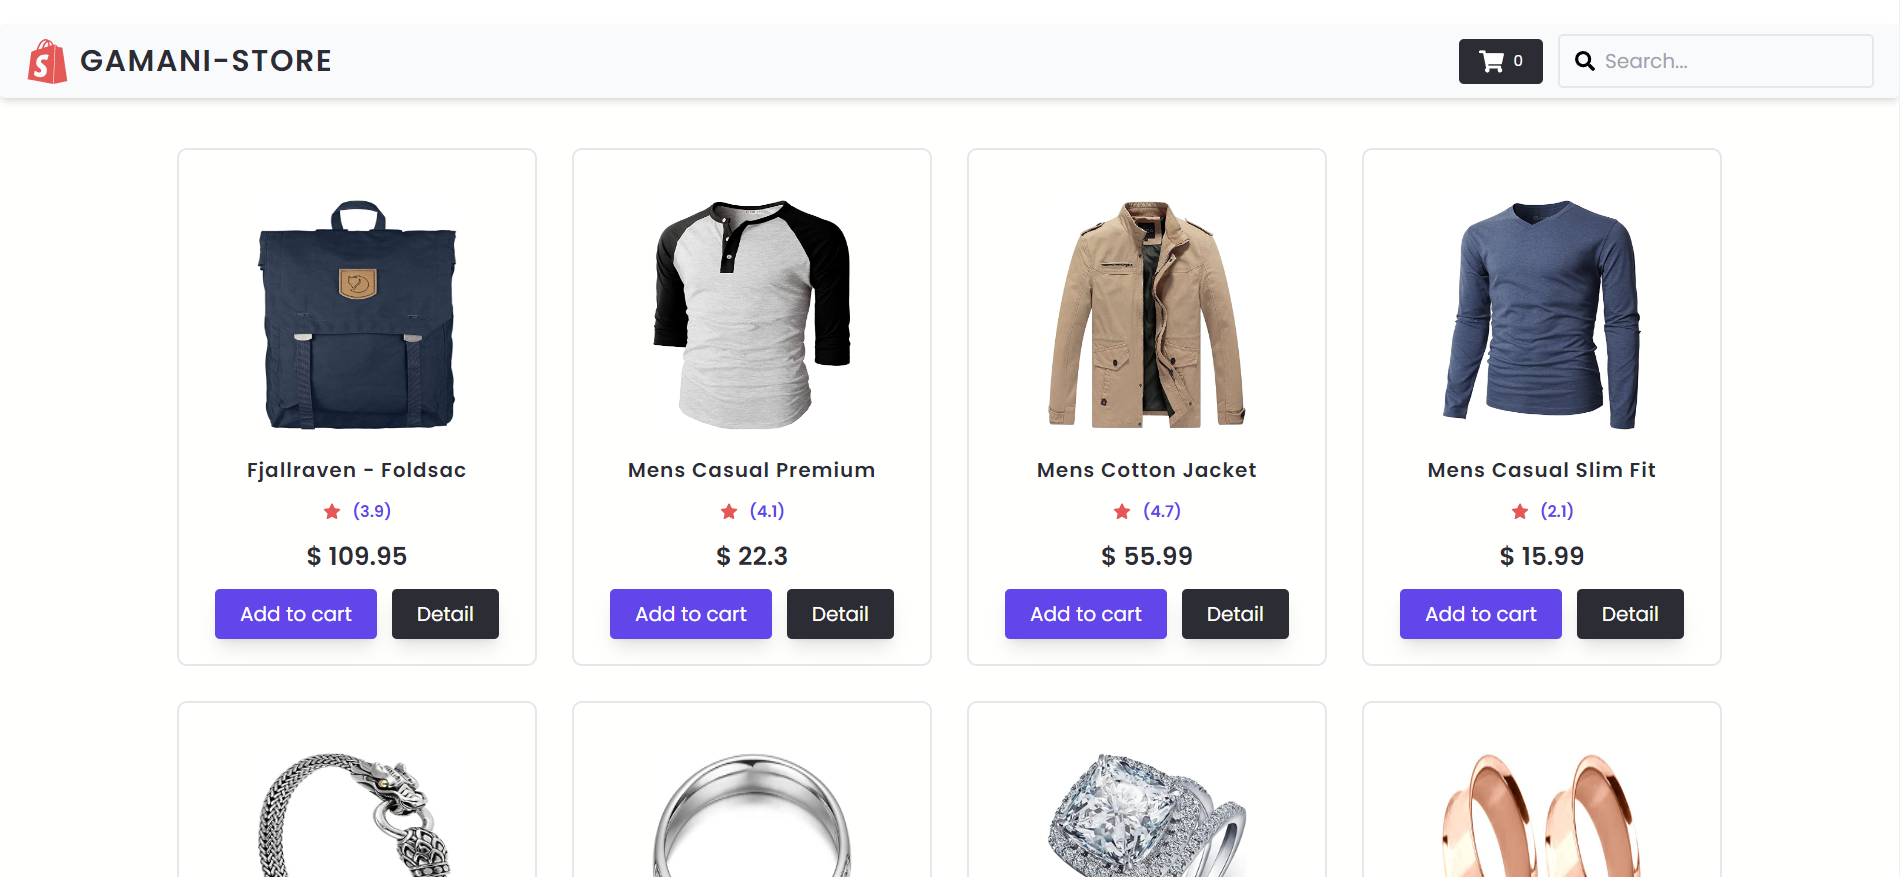 S GAMANI-STORE
0
Search...
Fjallraven - Foldsac
(3.9)
$ 109.95
Add to cart
Detail
Mens Casual Premium
(4.1)
$ 22.3
Add to cart
Detail
Mens Cotton Jacket
(4.7)
$ 55.99
Add to cart
Detail
Mens Casual Slim Fit
(2.1)
$ 15.99
Add to cart
Detail